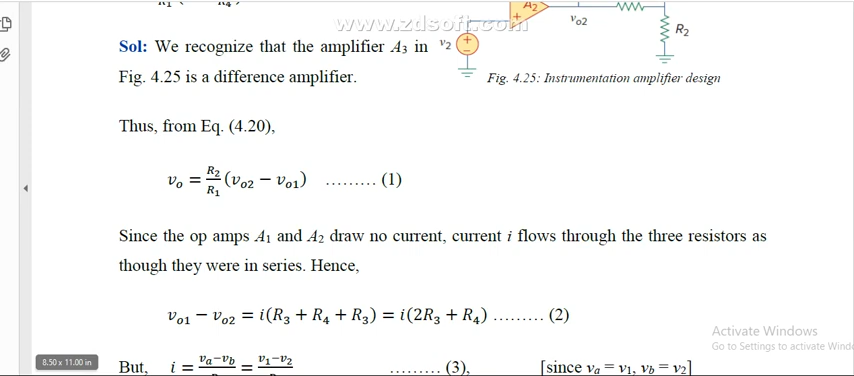 www.zdsoft.com
A2
vo2
R2
Sol: We recognize that the amplifier A3 in v2
Fig. 4.25 is a difference amplifier.
Fig. 4.25: Instrumentation amplifier design
Thus, from Eq. (4.20),
vo = R2/R1 (vo2 − vo1) ......... (1)
Since the op amps A1 and A2 draw no current, current i flows through the three resistors as
though they were in series. Hence,
vo1 − vo2 = i(R3 + R4 + R3) = i(2R3 + R4) ......... (2)
Activate Windows
Go to Settings to activate Wind
8.50 x 11.00 in
But, i = va−vb = v1−v2 ......... (3), [since va = v1, vb = v2]